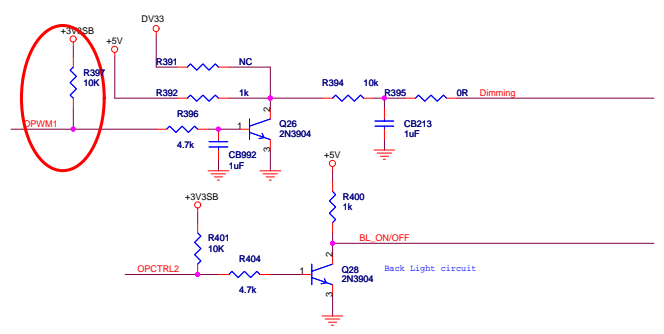 DV33
+3V3SB
+5V
R391 NC
R397
10K
R392 1k
R394 10k
R395 0R
Dimming
OPWM1
R396
4.7k
1
2
3
Q26
2N3904
CB992
1uF
CB213
1uF
+5V
R400
1k
+3V3SB
R401
10K
BL_ON/OFF
OPCTRL2
R404
4.7k
1
2
3
Q28
2N3904
Back Light circuit